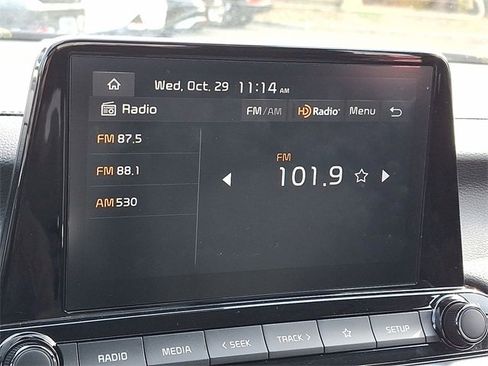 Wed, Oct. 29 11:14 AM
Radio FM/AM HD Radio Menu
FM 87.5
FM 88.1
AM 530
FM
101.9
RADIO MEDIA < SEEK TRACK > SETUP